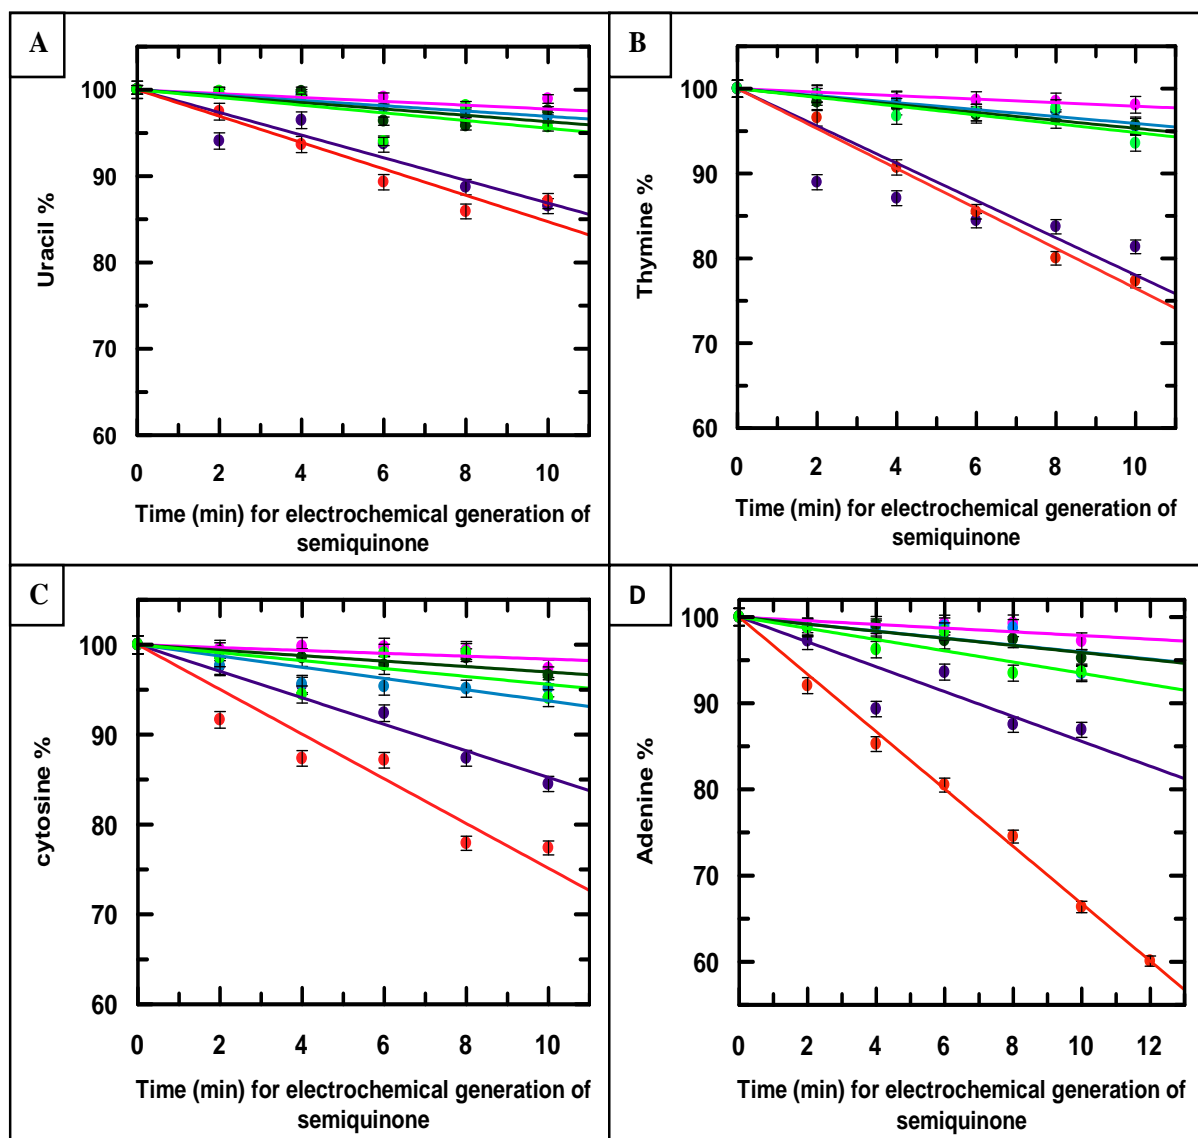 A
100
90
80
70
60
Uracil %
0 2 4 6 8 10
Time (min) for electrochemical generation of
semiquinone
B
100
90
80
70
60
Thymine %
0 2 4 6 8 10
Time (min) for electrochemical generation of
semiquinone
C
100
90
80
70
60
cytosine %
0 2 4 6 8 10
Time (min) for electrochemical generation of
semiquinone
D
100
90
80
70
60
Adenine %
0 2 4 6 8 10 12
Time (min) for electrochemical generation of
semiquinone